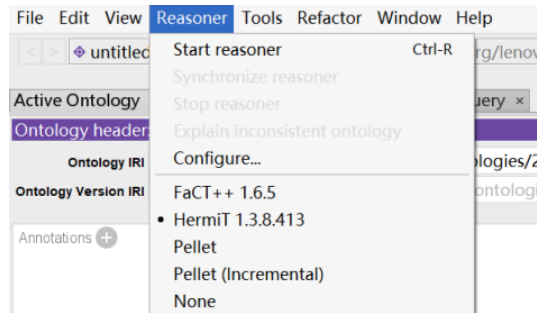 File Edit View Reasoner Tools Refactor Window Help
< > untitled
Start reasoner Ctrl-R
rg/lenov
Synchronize reasoner
Active Ontology
Stop reasoner
uery ×
Ontology header:
Explain inconsistent ontology
Ontology IRI
Configure...
ologies/2
Ontology Version IRI
FaCT++ 1.6.5
ontologi
• HermiT 1.3.8.413
Annotations +
Pellet
Pellet (Incremental)
None